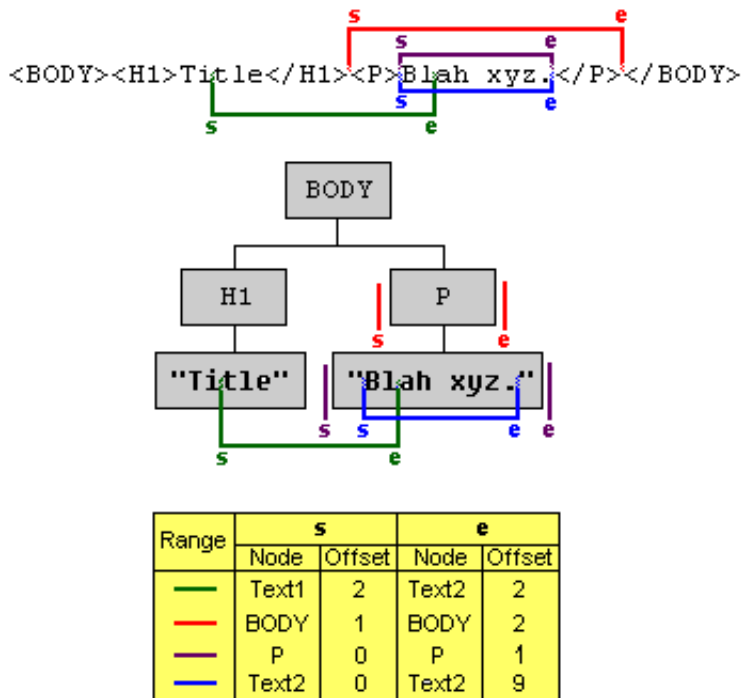 s e
s e
<BODY><H1>Title</H1><P>Blah xyz.</P></BODY>
s e
s e
BODY
H1 P
s e
"Title" "Blah xyz."
s s e e
s e
Range s e
Node Offset Node Offset
Text1 2 Text2 2
BODY 1 BODY 2
P 0 P 1
Text2 0 Text2 9